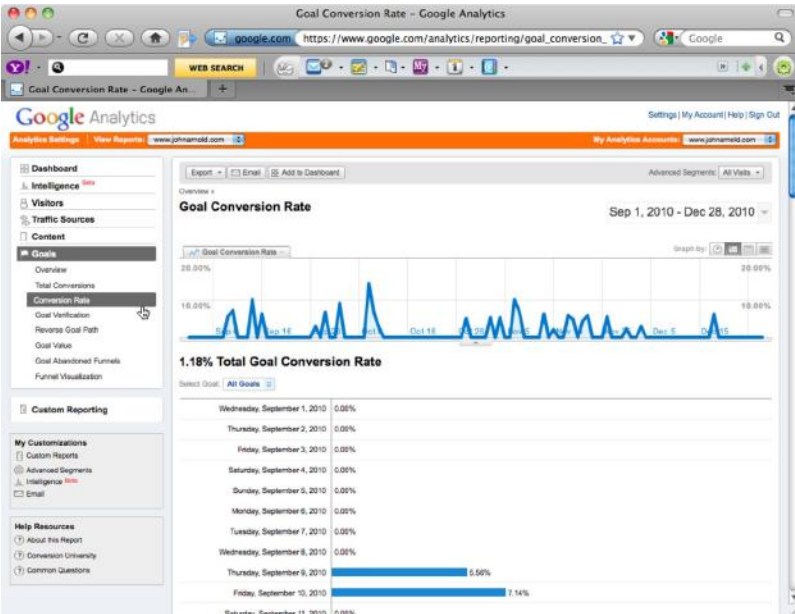 Goal Conversion Rate - Google Analytics
google.com https://www.google.com/analytics/reporting/goal_conversion_ Google
WEB SEARCH
Goal Conversion Rate - Google An...
Google Analytics
Settings | My Account | Help | Sign Out
Analytics Settings View Reports: www.johnarnold.com My Analytics Accounts: www.johnarnold.com
Dashboard
Intelligence Beta
Visitors
Traffic Sources
Content
Goals
Overview
Total Conversions
Conversion Rate
Goal Verification
Reverse Goal Path
Goal Value
Goal Abandoned Funnels
Funnel Visualization
Custom Reporting
My Customizations
Custom Reports
Advanced Segments
Intelligence Beta
Email
Help Resources
About this Report
Conversion University
Common Questions
Export Email Add to Dashboard Advanced Segments: All Visits
Overview »
Goal Conversion Rate
Sep 1, 2010 - Dec 28, 2010
Goal Conversion Rate Graph by:
20.00% 20.00%
10.00% 10.00%
Sep 16 Oct 16 Dec 5
1.18% Total Goal Conversion Rate
Select Goal: All Goals
Wednesday, September 1, 2010 0.00%
Thursday, September 2, 2010 0.00%
Friday, September 3, 2010 0.00%
Saturday, September 4, 2010 0.00%
Sunday, September 5, 2010 0.00%
Monday, September 6, 2010 0.00%
Tuesday, September 7, 2010 0.00%
Wednesday, September 8, 2010 0.00%
Thursday, September 9, 2010 5.56%
Friday, September 10, 2010 7.14%
Saturday, September 11, 2010 0.00%